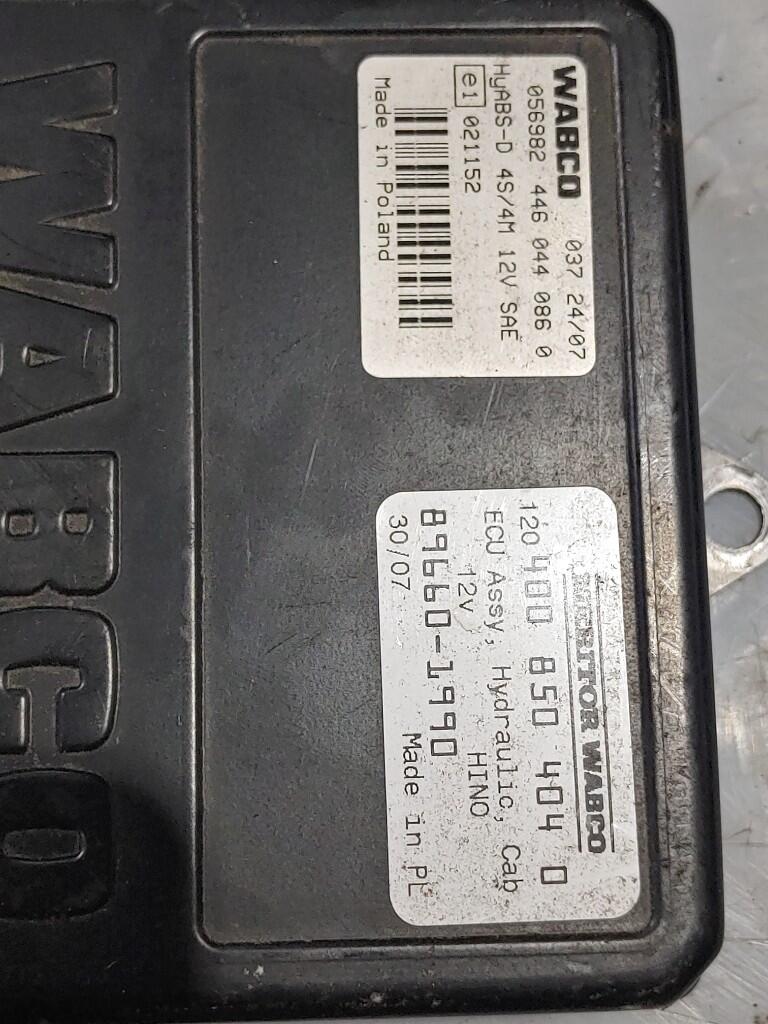 WABCO
WABCO 037 24/07
056982 446 044 086 0
HyABS-D 4S/4M 12V SAE
e1 021152
Made in Poland
MERITOR WABCO
120 400 850 404 0
ECU Assy, Hydraulic, Cab,
12v HINO
89660-1990
30/07 Made in PL